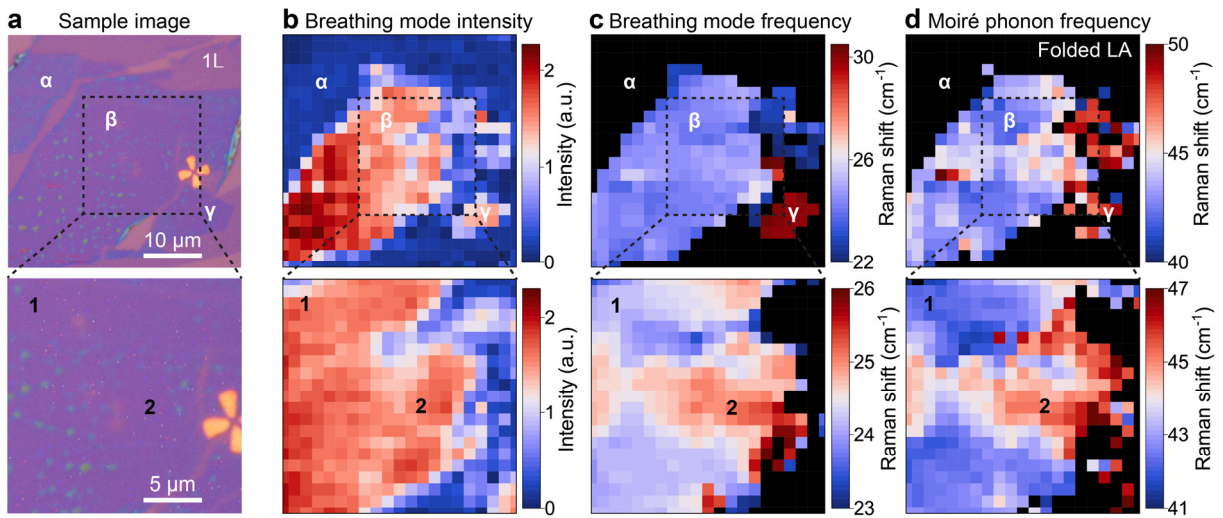 a Sample image
1L
α
β
γ
10 µm
1
2
5 µm
b Breathing mode intensity
α
β
γ
2
1
0
Intensity (a.u.)
1
2
2
1
0
Intensity (a.u.)
c Breathing mode frequency
α
β
γ
30
26
22
Raman shift (cm⁻¹)
1
2
26
25
24
23
Raman shift (cm⁻¹)
d Moiré phonon frequency
Folded LA
α
β
γ
50
45
40
Raman shift (cm⁻¹)
1
2
47
45
43
41
Raman shift (cm⁻¹)